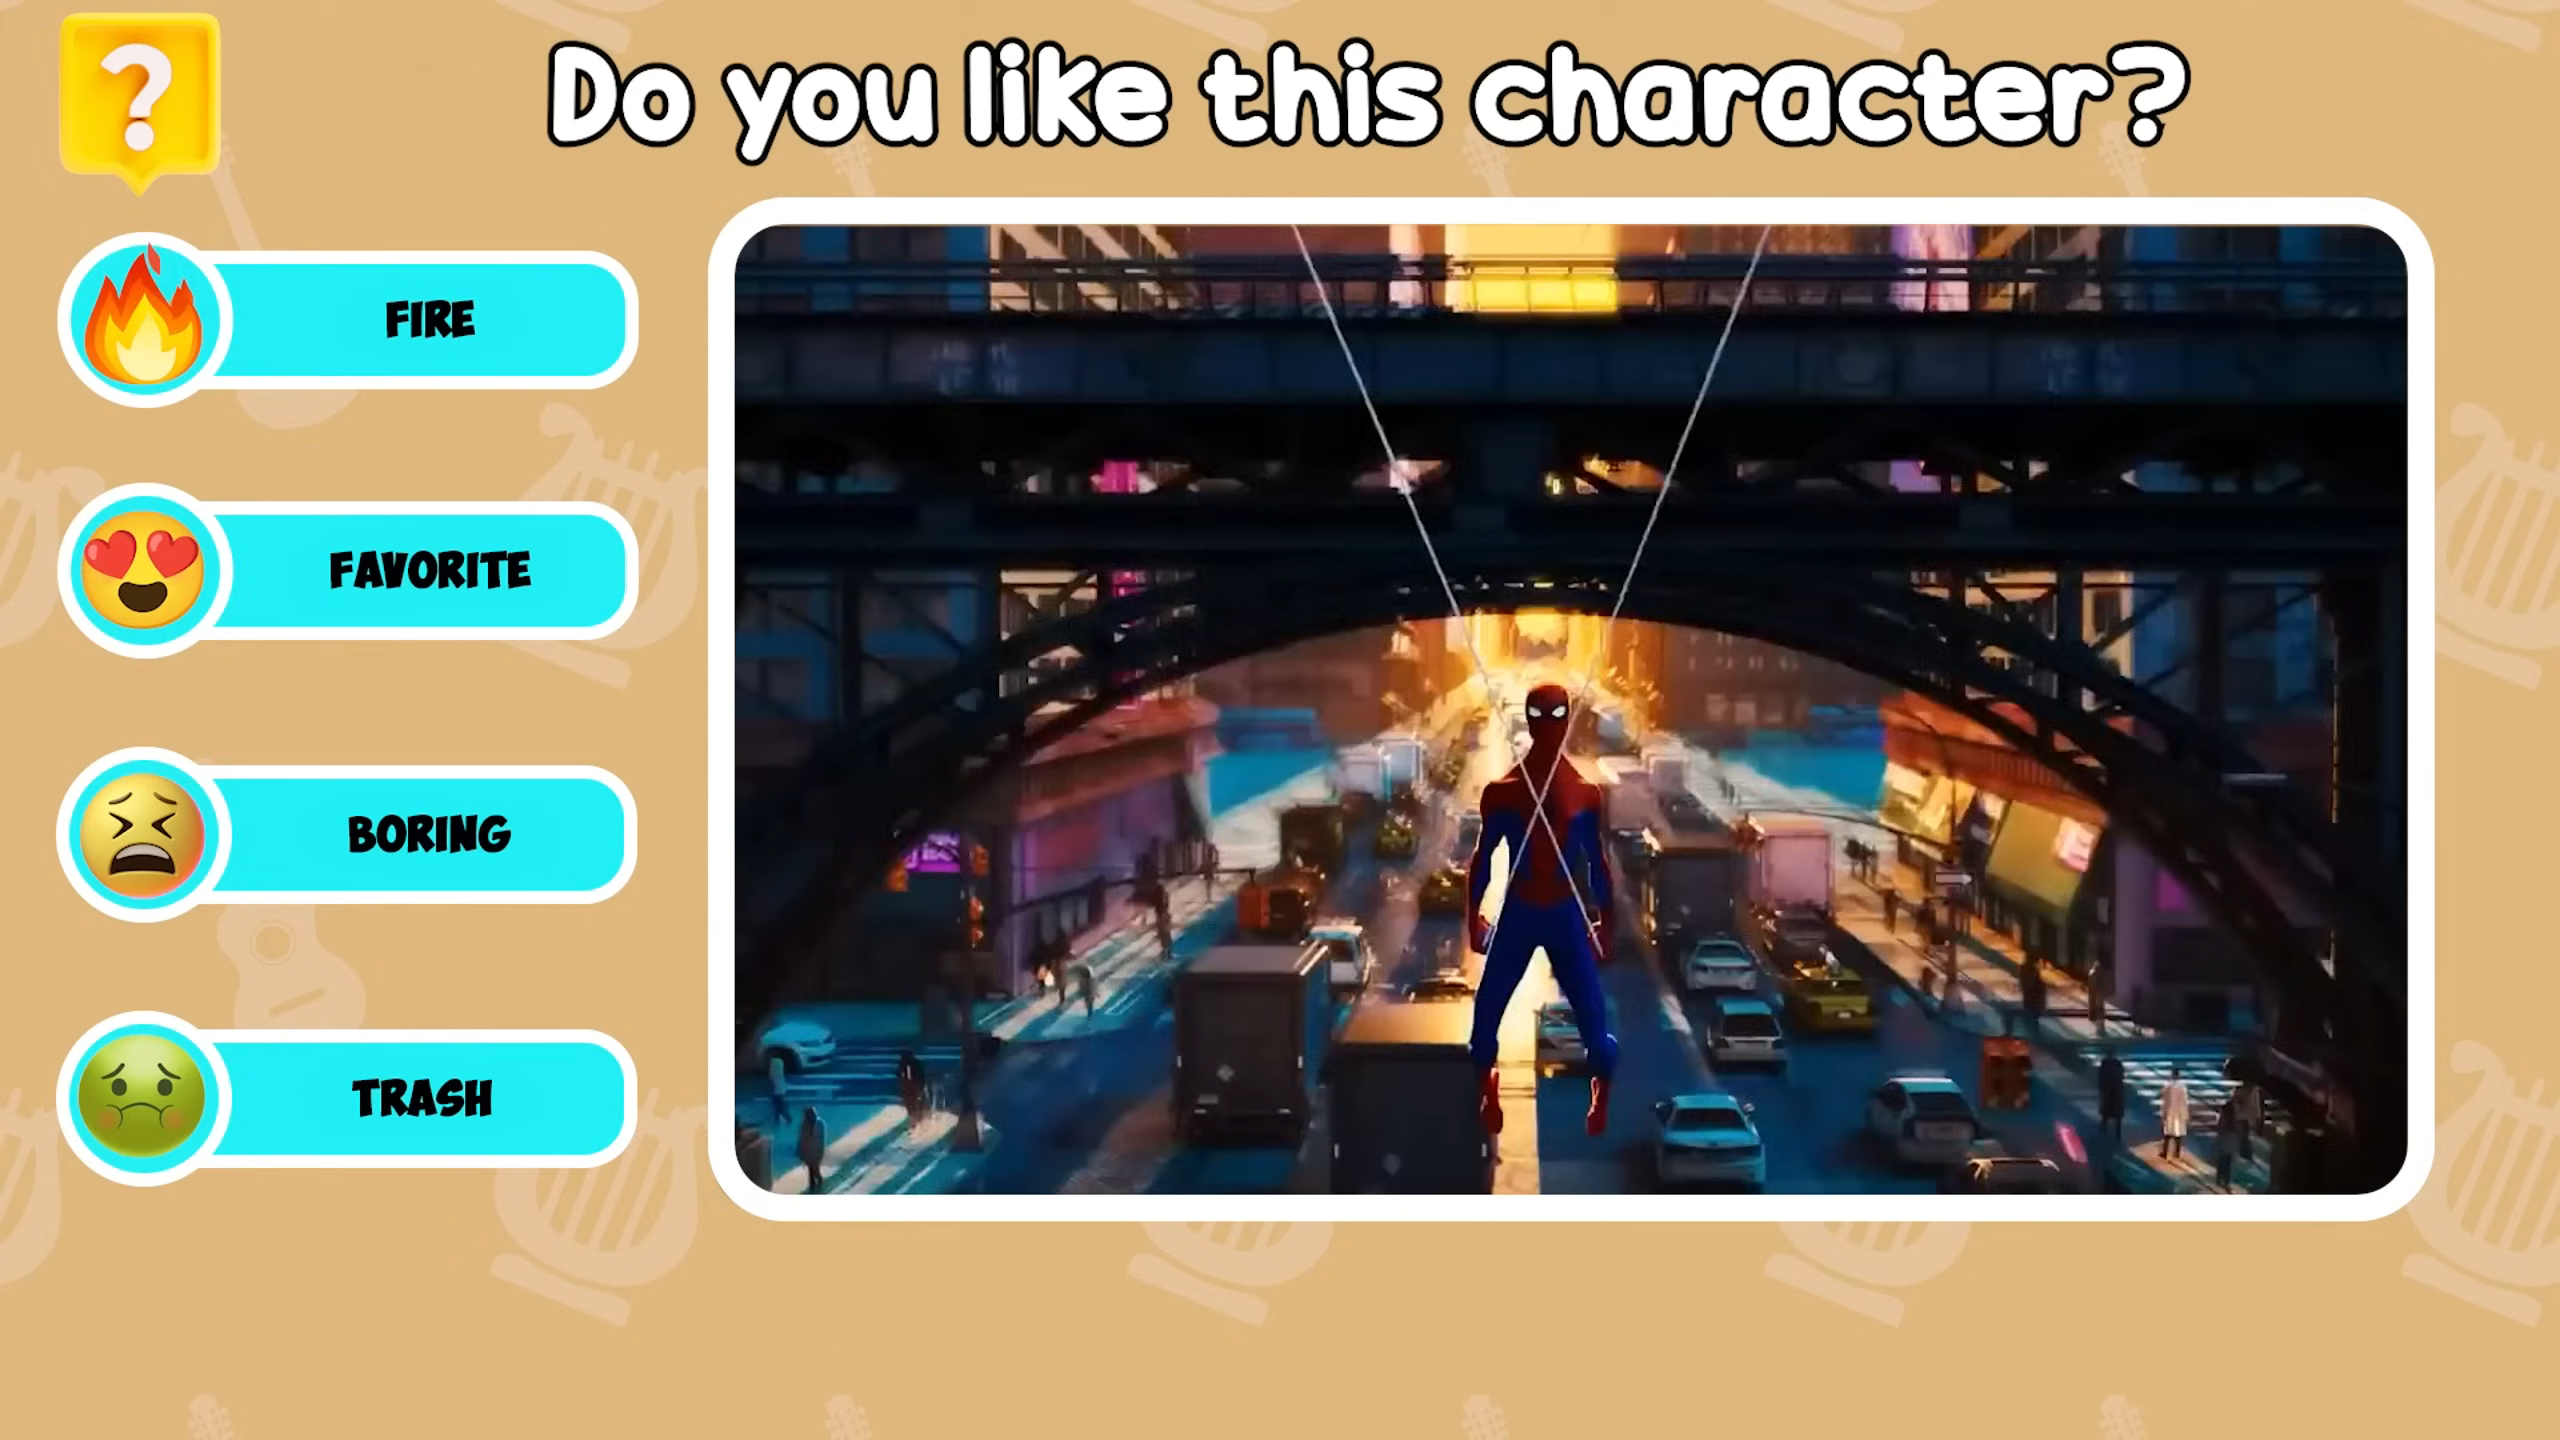 ?
Do you like this character?
FIRE
FAVORITE
BORING
TRASH